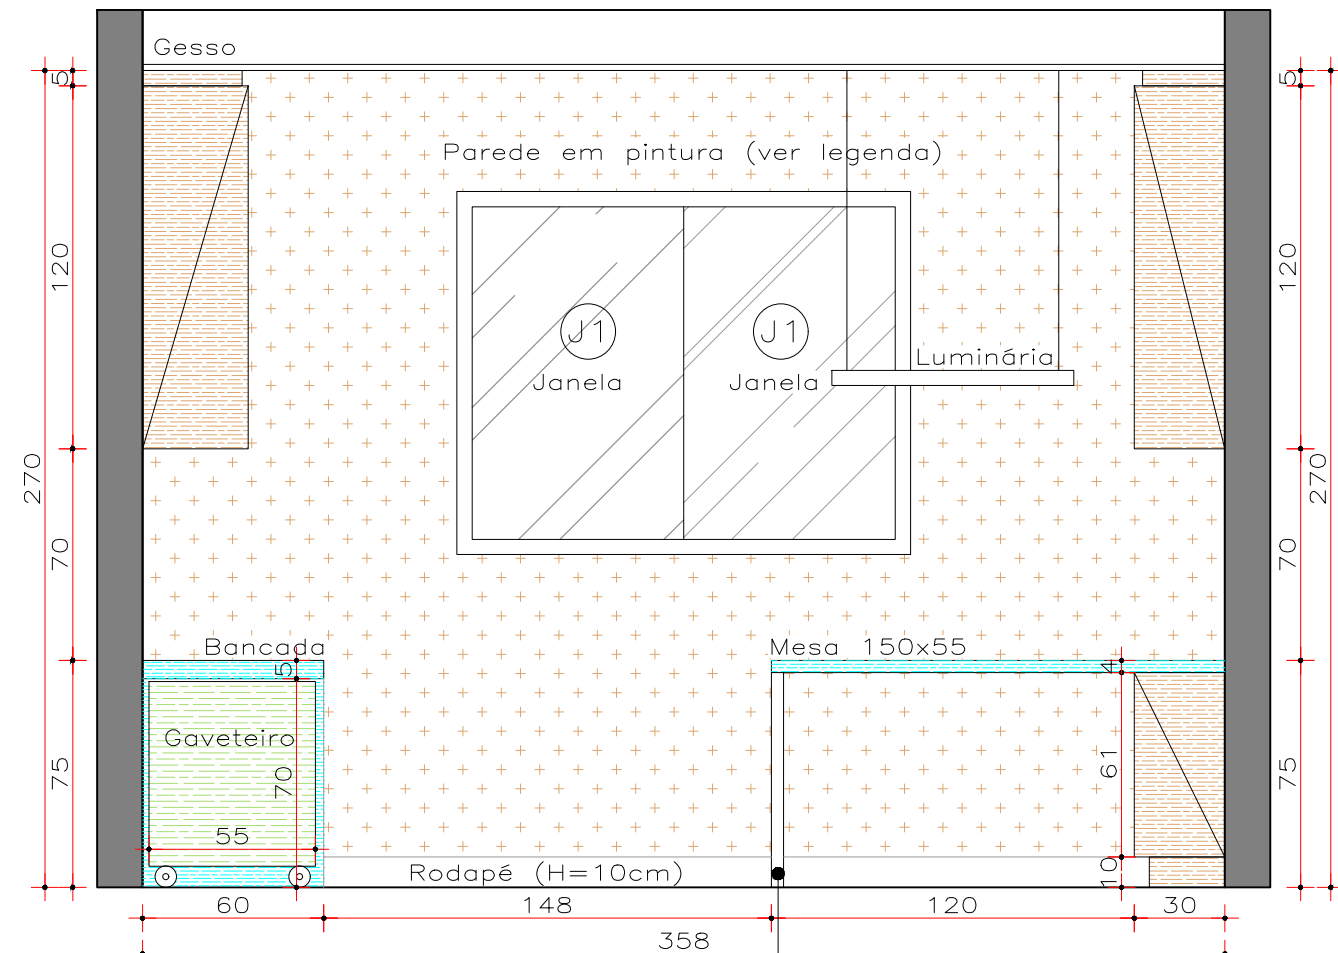 Gesso
5
5
Parede em pintura (ver legenda)
120
120
J1
J1
Luminária
Janela
Janela
270
270
70
70
Bancada
Mesa 150x55
5
4
Gaveteiro
61
75
70
75
55
Rodapé (H=10cm)
10
60
148
120
30
358